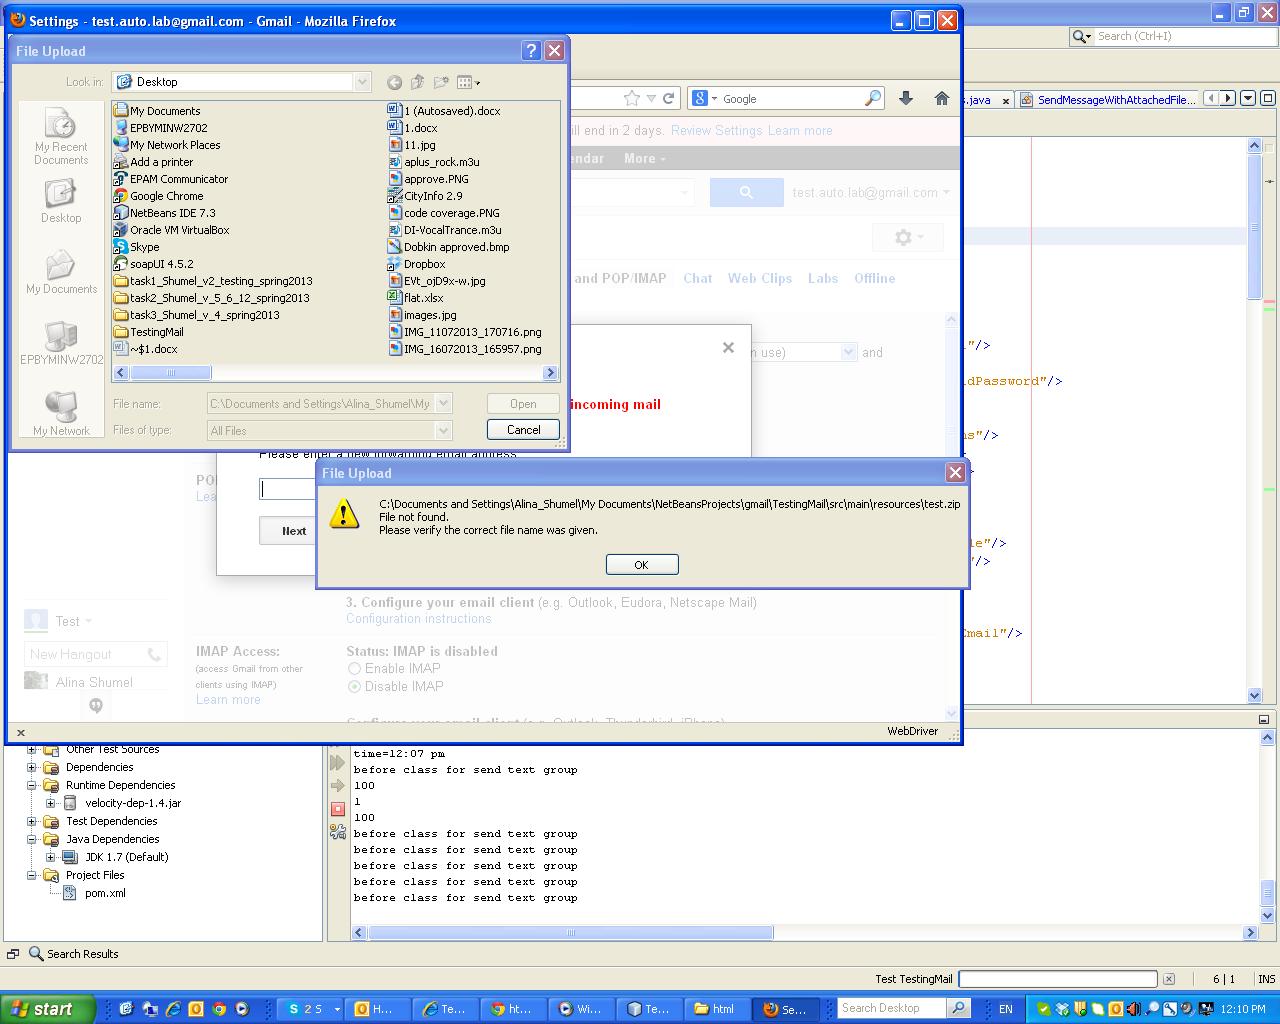 Settings - test.auto.lab@gmail.com - Gmail - Mozilla Firefox
Search (Ctrl+I)
File Upload
Look in:
Desktop
My Recent
Documents
Desktop
My Documents
EPBYMINW2702
My Network
My Documents
EPBYMINW2702
My Network Places
Add a printer
EPAM Communicator
Google Chrome
NetBeans IDE 7.3
Oracle VM VirtualBox
Skype
soapUI 4.5.2
task1_Shumel_v2_testing_spring2013
task2_Shumel_v_5_6_12_spring2013
task3_Shumel_v_4_spring2013
TestingMail
~$1.docx
1 (Autosaved).docx
1.docx
11.jpg
aplus_rock.m3u
approve.PNG
CityInfo 2.9
code coverage.PNG
DI-VocalTrance.m3u
Dobkin approved.bmp
Dropbox
EVt_ojD9x-w.jpg
flat.xlsx
images.jpg
IMG_11072013_170716.png
IMG_16072013_165957.png
File name:
C:\Documents and Settings\Alina_Shumel\My
Open
Files of type:
All Files
Cancel
Google
s.java
SendMessageWithAttachedFile...
ll end in 2 days. Review Settings Learn more
endar
More
test.auto.lab@gmail.com
and POP/IMAP
Chat
Web Clips
Labs
Offline
n use)
and
incoming mail
Please enter a new forwarding email address
PO
Lea
Next
File Upload
C:\Documents and Settings\Alina_Shumel\My Documents\NetBeansProjects\gmail\TestingMail\src\main\resources\test.zip
File not found.
Please verify the correct file name was given.
OK
"/>
dPassword"/>
s"/>
le"/>
"/>
Email"/>
3. Configure your email client (e.g. Outlook, Eudora, Netscape Mail)
Configuration instructions
Test
New Hangout
Alina Shumel
IMAP Access:
(access Gmail from other
clients using IMAP)
Learn more
Status: IMAP is disabled
Enable IMAP
Disable IMAP
Configure your email client (e.g. Outlook, Thunderbird, iPhone)
WebDriver
Other Test Sources
Dependencies
Runtime Dependencies
velocity-dep-1.4.jar
Test Dependencies
Java Dependencies
JDK 1.7 (Default)
Project Files
pom.xml
time=12:07 pm
before class for send text group
100
1
100
before class for send text group
before class for send text group
before class for send text group
before class for send text group
before class for send text group
Search Results
Test TestingMail
6 | 1
INS
start
2 S
H...
Te...
ht...
Wi...
Te...
html
Se...
Search Desktop
EN
12:10 PM